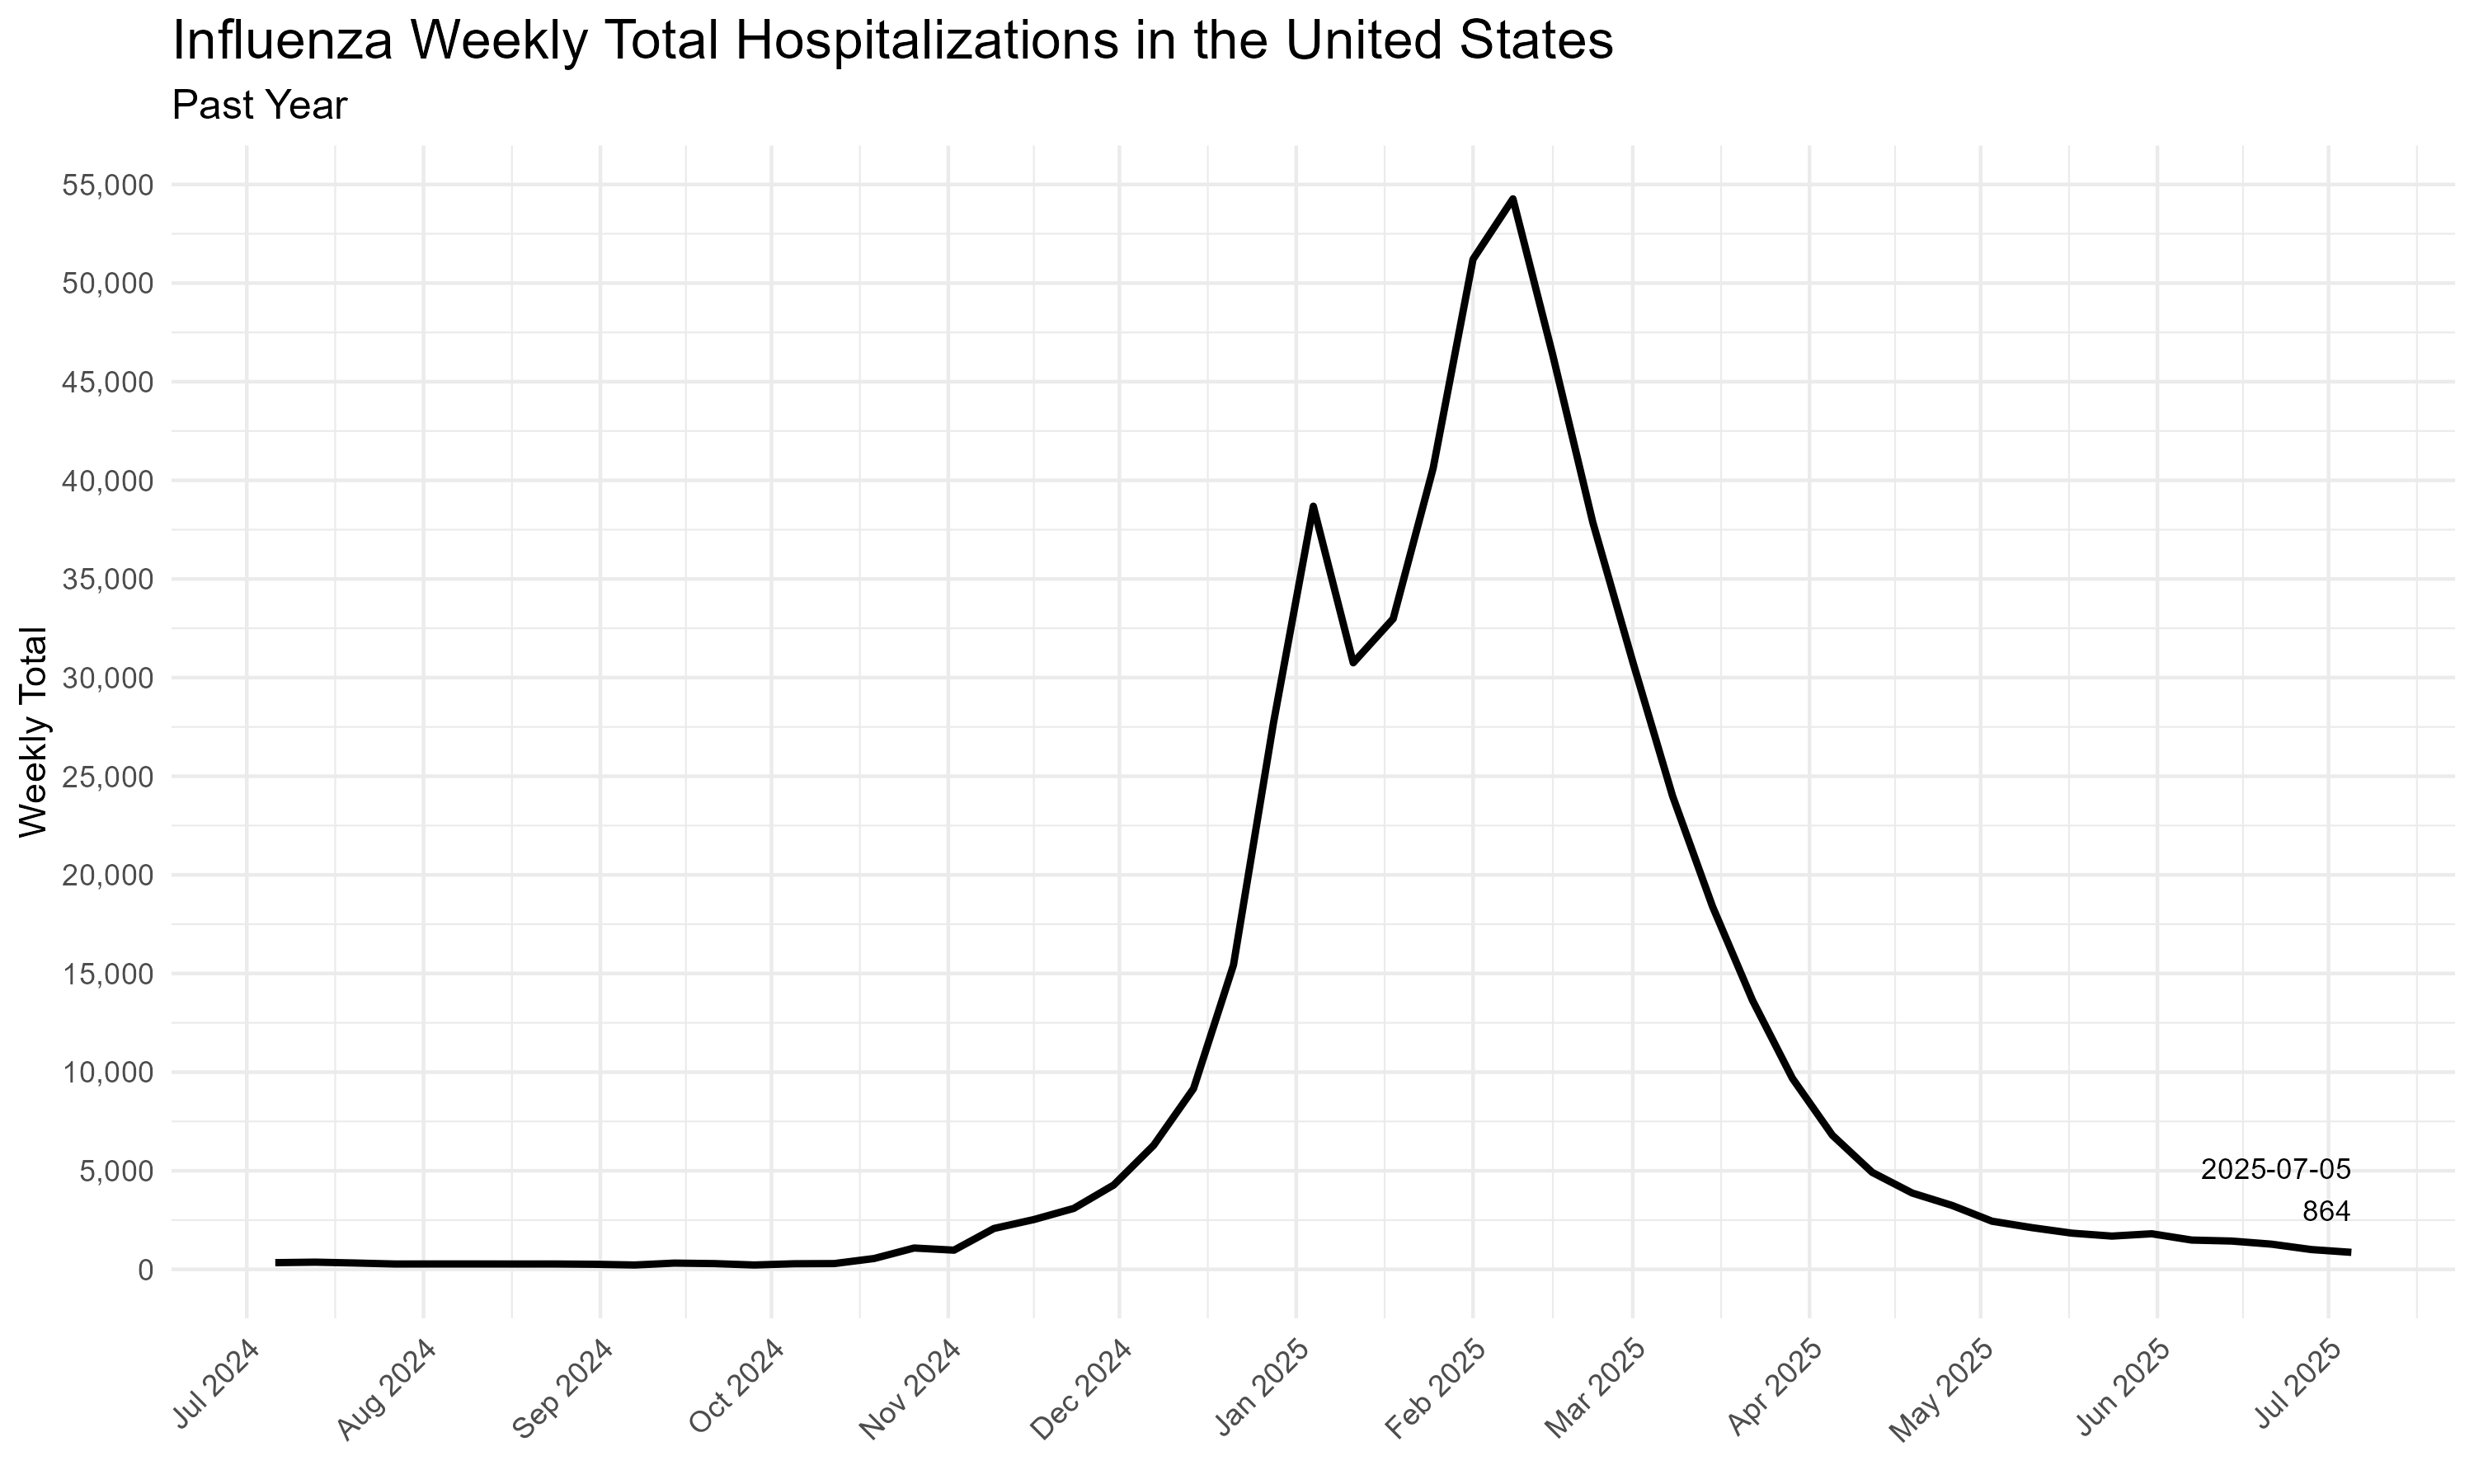 Influenza Weekly Total Hospitalizations in the United States
Past Year
Weekly Total
55,000
50,000
45,000
40,000
35,000
30,000
25,000
20,000
15,000
10,000
5,000
0
2025-07-05
864
Jul 2024
Aug 2024
Sep 2024
Oct 2024
Nov 2024
Dec 2024
Jan 2025
Feb 2025
Mar 2025
Apr 2025
May 2025
Jun 2025
Jul 2025